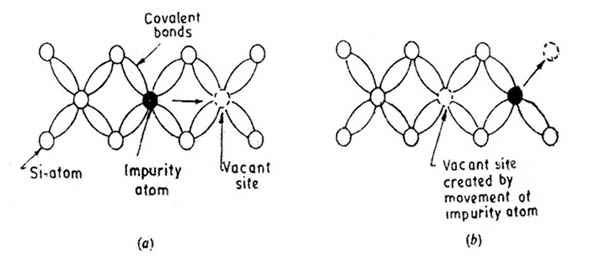 Covalent
bonds
Si-atom
Impurity
atom
Vacant
site
(a)
Vacant site
created by
movement of
impurity atom
(b)